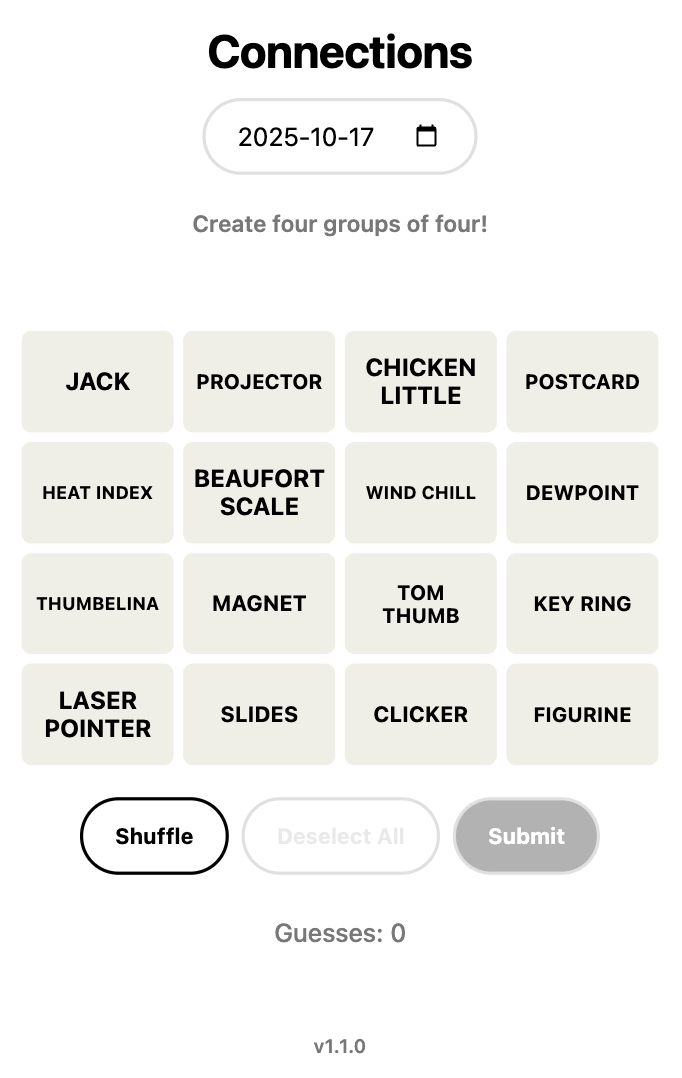 Connections
2025-10-17
Create four groups of four!
JACK
PROJECTOR
CHICKEN
LITTLE
POSTCARD
HEAT INDEX
BEAUFORT
SCALE
WIND CHILL
DEWPOINT
THUMBELINA
MAGNET
TOM
THUMB
KEY RING
LASER
POINTER
SLIDES
CLICKER
FIGURINE
Shuffle
Deselect All
Submit
Guesses: 0
v1.1.0